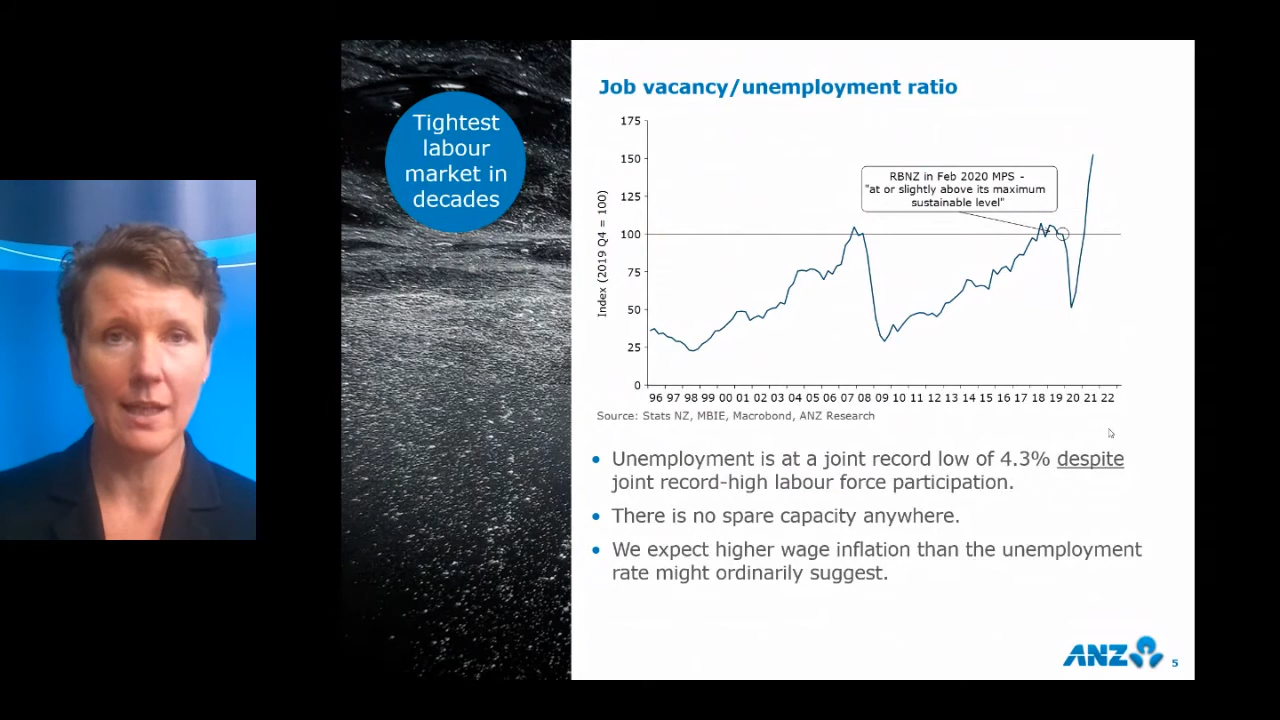 Tightest
labour
market in
decades
Job vacancy/unemployment ratio
Index (2019 Q4 = 100)
175
150
125
100
75
50
25
0
RBNZ in Feb 2020 MPS -
"at or slightly above its maximum
sustainable level"
96 97 98 99 00 01 02 03 04 05 06 07 08 09 10 11 12 13 14 15 16 17 18 19 20 21 22
Source: Stats NZ, MBIE, Macrobond, ANZ Research
• Unemployment is at a joint record low of 4.3% despite
joint record-high labour force participation.
• There is no spare capacity anywhere.
• We expect higher wage inflation than the unemployment
rate might ordinarily suggest.
ANZ
5